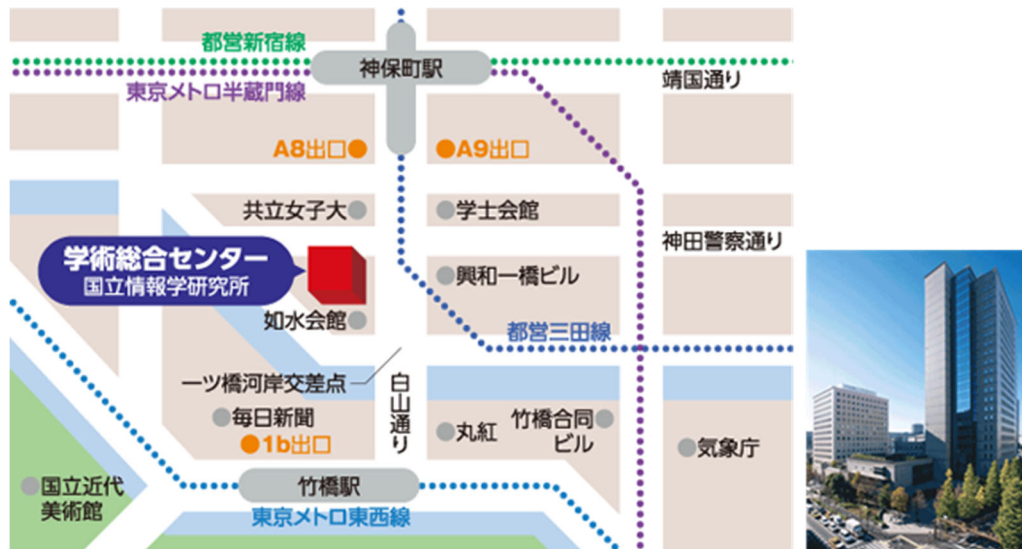 都営新宿線
神保町駅
靖国通り
東京メトロ半蔵門線
A8出口
A9出口
共立女子大
学士会館
神田警察通り
学術総合センター
国立情報学研究所
興和一橋ビル
如水会館
都営三田線
一ツ橋河岸交差点
白山通り
毎日新聞
1b出口
丸紅
竹橋合同
ビル
気象庁
国立近代
美術館
竹橋駅
東京メトロ東西線